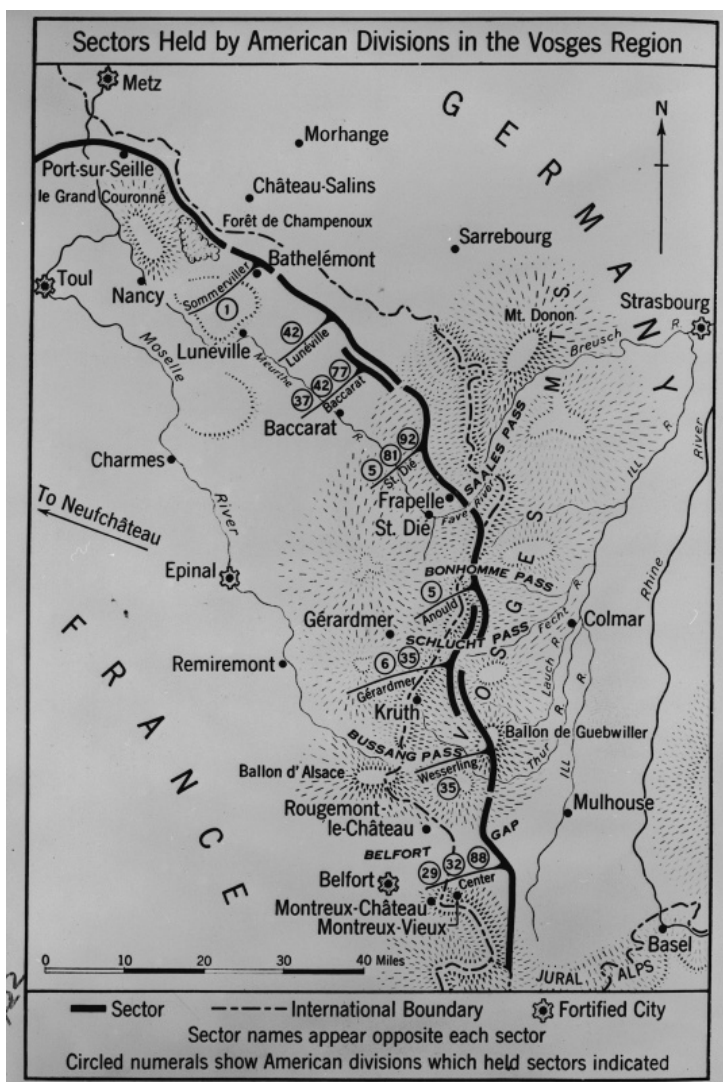 Sectors Held by American Divisions in the Vosges Region
Metz
GERMANY
N
Morhange
Port-sur-Seille
le Grand Couronné
Château-Salins
Forêt de Champenoux
Sarrebourg
Bathelémont
Toul
Nancy
Sommerviller
1
Mt. Donon
Strasbourg
Lunéville
42
Lunéville
Breusch R.
Moselle
Meurthe
R.
37 42 77
Baccarat
Baccarat
VOSGES MTS
ILL R.
River
SAALES PASS
92
81
5
St. Dié
Charmes
Frapelle
St. Dié
Fave River
To Neufchâteau
River
Epinal
BONHOMME PASS
5
Anould
Rhine
FRANCE
Gérardmer
SCHLUCHT PASS
Fecht R.
Colmar
Remiremont
6 35
Gérardmer
Lauch R.
Kruth
Ballon de Guebwiller
BUSSANG PASS
Thur R.
Ballon d'Alsace
Wesserling
35
ILL R.
Rougemont-
le-Château
Mulhouse
BELFORT GAP
29 32 88
Center
Belfort
Montreux-Château
Montreux-Vieux
Basel
JURAL ALPS
0 10 20 30 40 Miles
Sector International Boundary Fortified City
Sector names appear opposite each sector
Circled numerals show American divisions which held sectors indicated